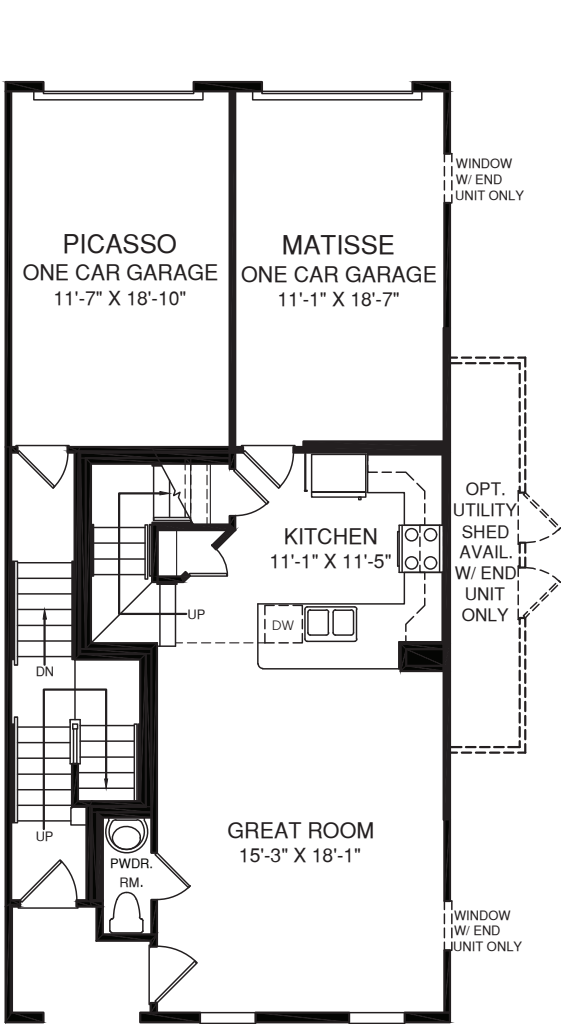 WINDOW
W/ END
UNIT ONLY
PICASSO
ONE CAR GARAGE
11'-7" X 18'-10"
MATISSE
ONE CAR GARAGE
11'-1" X 18'-7"
OPT.
UTILITY
SHED
AVAIL.
W/ END
UNIT
ONLY
KITCHEN
11'-1" X 11'-5"
UP
DW
DN
UP
GREAT ROOM
15'-3" X 18'-1"
PWDR.
RM.
WINDOW
W/ END
UNIT ONLY